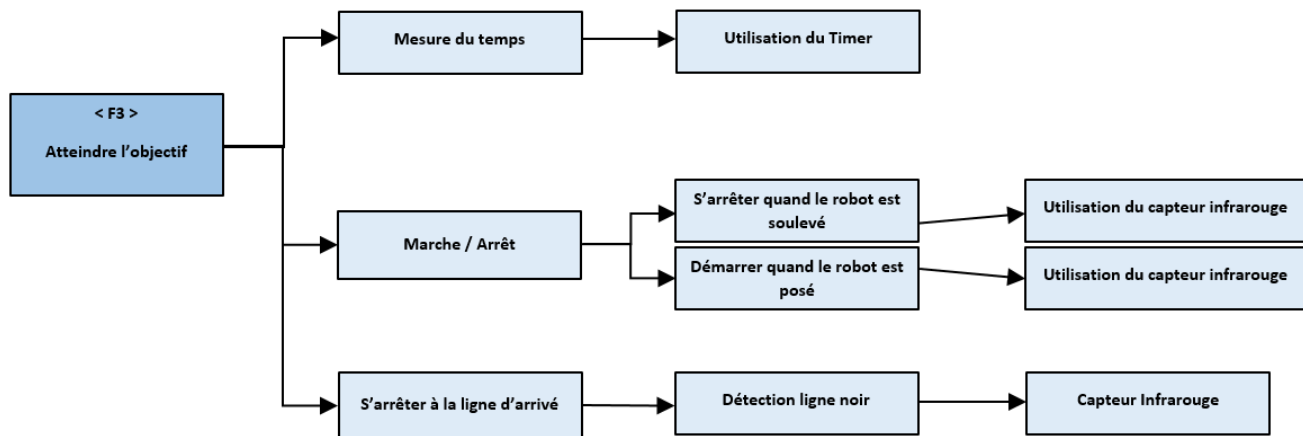 < F3 >
Atteindre l'objectif
Mesure du temps
Utilisation du Timer
Marche / Arrêt
S'arrêter quand le robot est
soulevé
Utilisation du capteur infrarouge
Démarrer quand le robot est
posé
Utilisation du capteur infrarouge
S'arrêter à la ligne d'arrivé
Détection ligne noir
Capteur Infrarouge